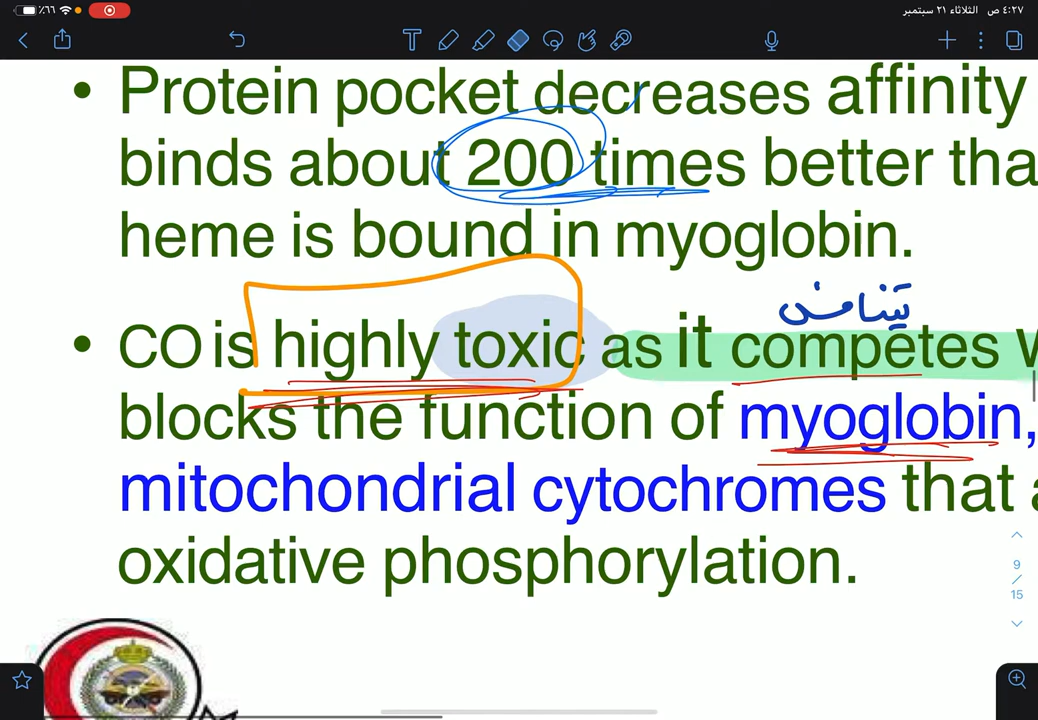 ٤:٢٧ ص الثلاثاء ٢١ سبتمبر
٦٦٪
• Protein pocket decreases affinity
binds about 200 times better tha
heme is bound in myoglobin.
• CO is highly toxic as it competes w
blocks the function of myoglobin,
mitochondrial cytochromes that a
oxidative phosphorylation.
9
/
15